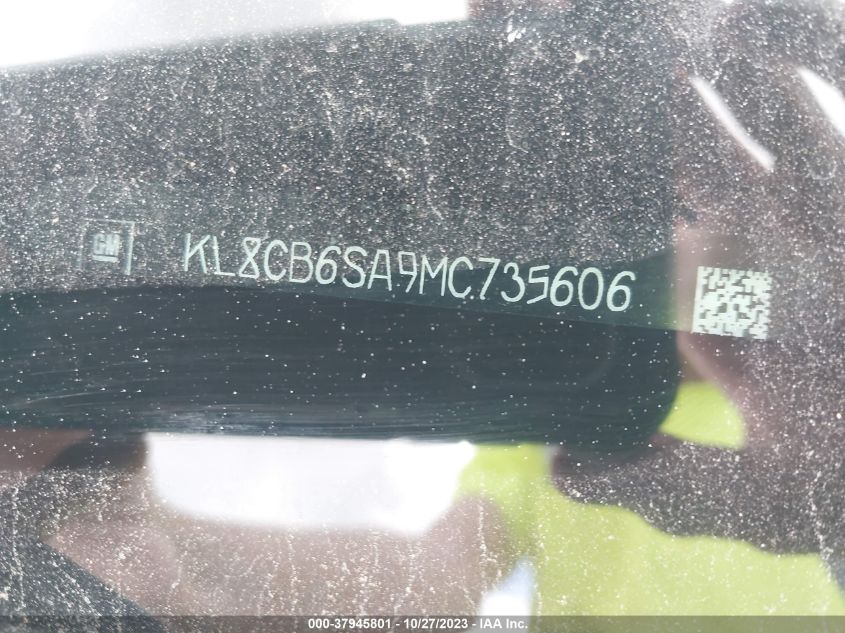 GM KL8CB6SA9MC735606
000-37945801 | 10/27/2023 - IAA Inc.